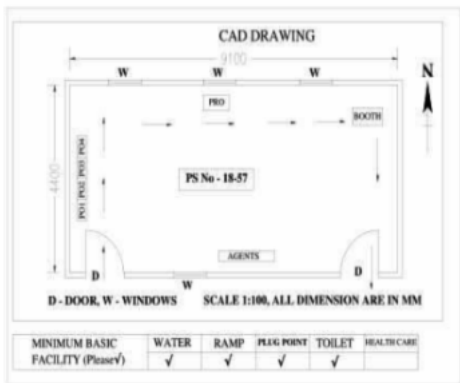 CAD DRAWING
9100
W W W
N
PRO
BOOTH
4400
PO1 PO2 PO3 PO4
PS No - 18-57
AGENTS
D
W
D
D - DOOR, W - WINDOWS SCALE 1:100, ALL DIMENSION ARE IN MM
MINIMUM BASIC WATER RAMP PLUG POINT TOILET HEALTH CARE
FACILITY (Please√) √ √ √ √